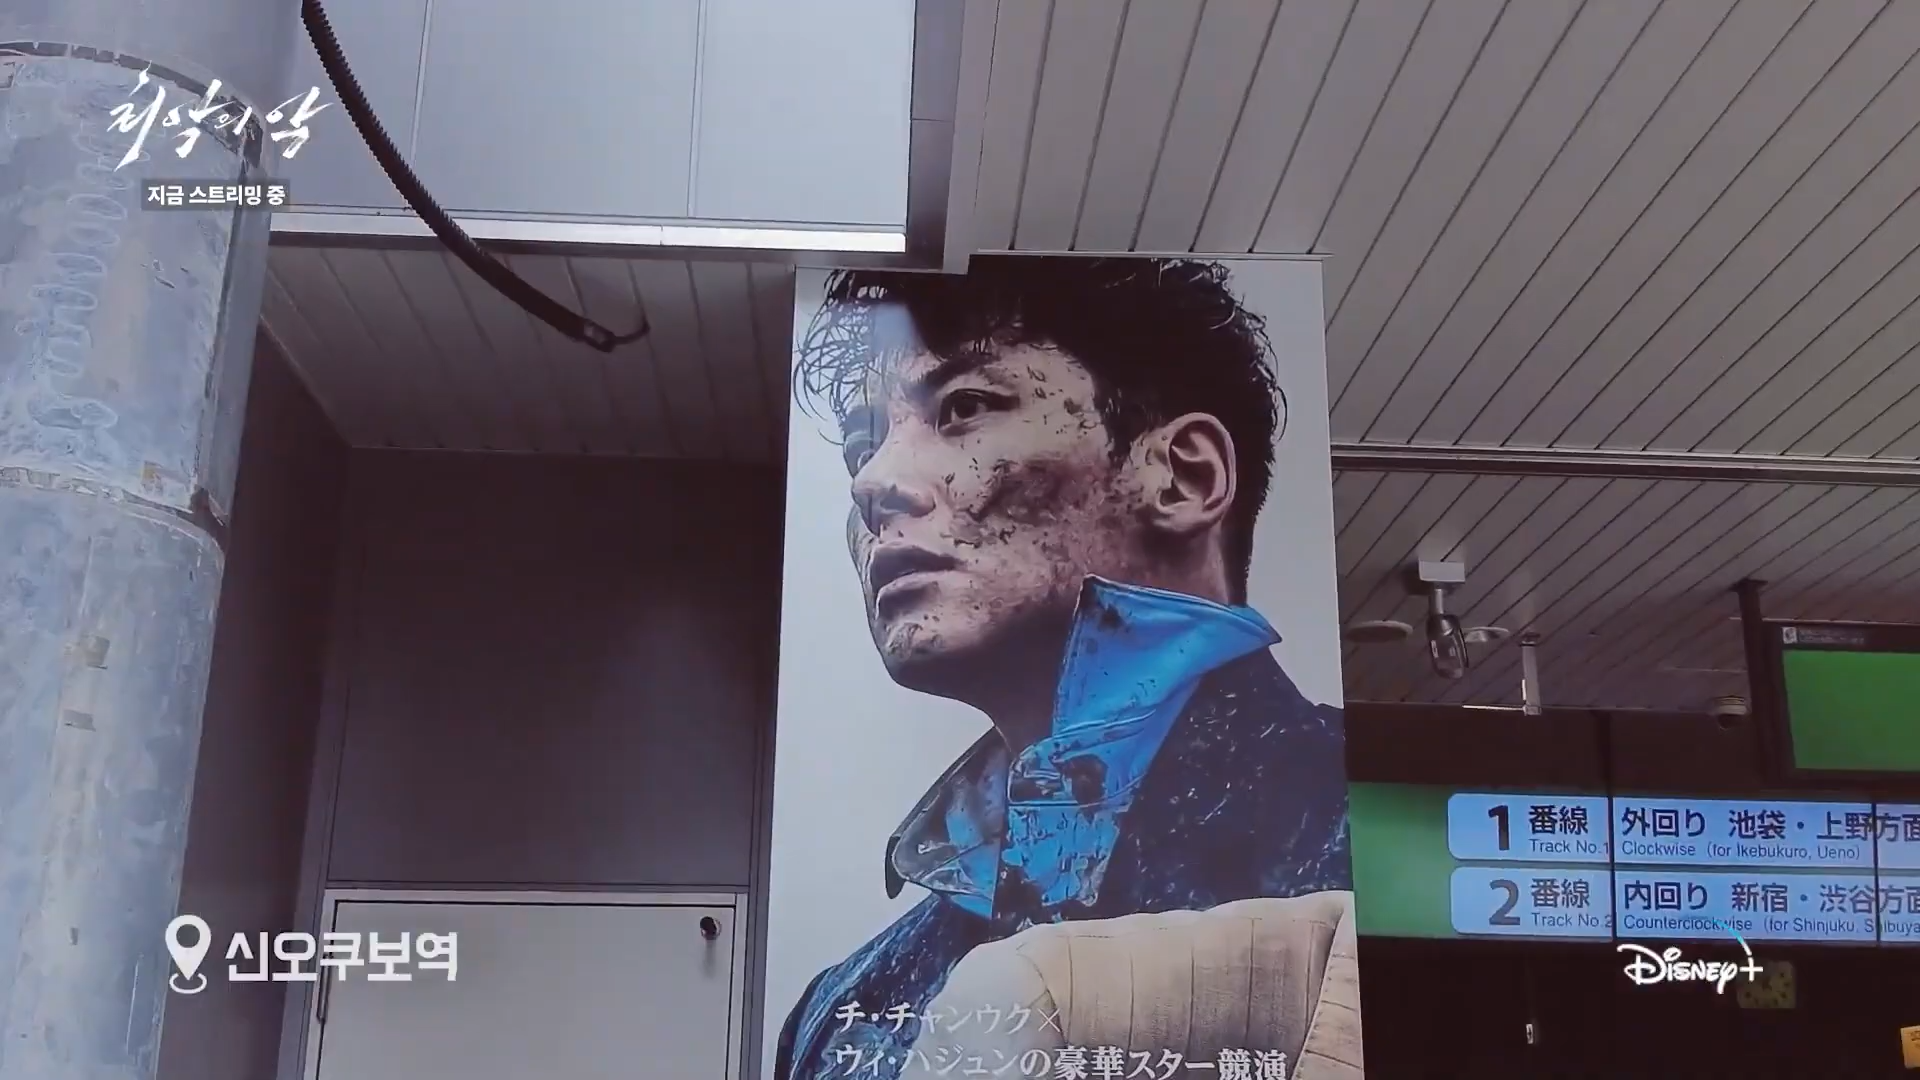 최악의 악
지금 스트리밍 중
1 番線 外回り 池袋・上野方面
Track No.1 Clockwise (for Ikebukuro, Ueno)
2 番線 内回り 新宿・渋谷方面
Track No.2 Counterclockwise (for Shinjuku, Shibuya
신오쿠보역
Disney+
チ・チャンウク×
ウィ・ハジュンの豪華スター競演